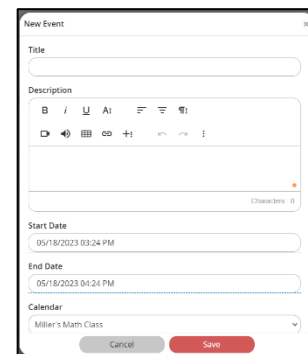 New Event ×
Title
Description
B i U A⁝ ¶⁝
+⁝ ⁝
Characters 0
Start Date
05/18/2023 03:24 PM
End Date
05/18/2023 04:24 PM
Calendar
Miller's Math Class
Cancel Save